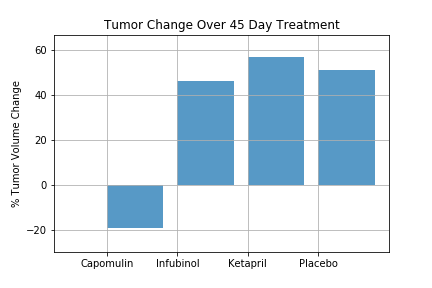 Tumor Change Over 45 Day Treatment
% Tumor Volume Change
60
40
20
0
−20
Capomulin Infubinol Ketapril Placebo